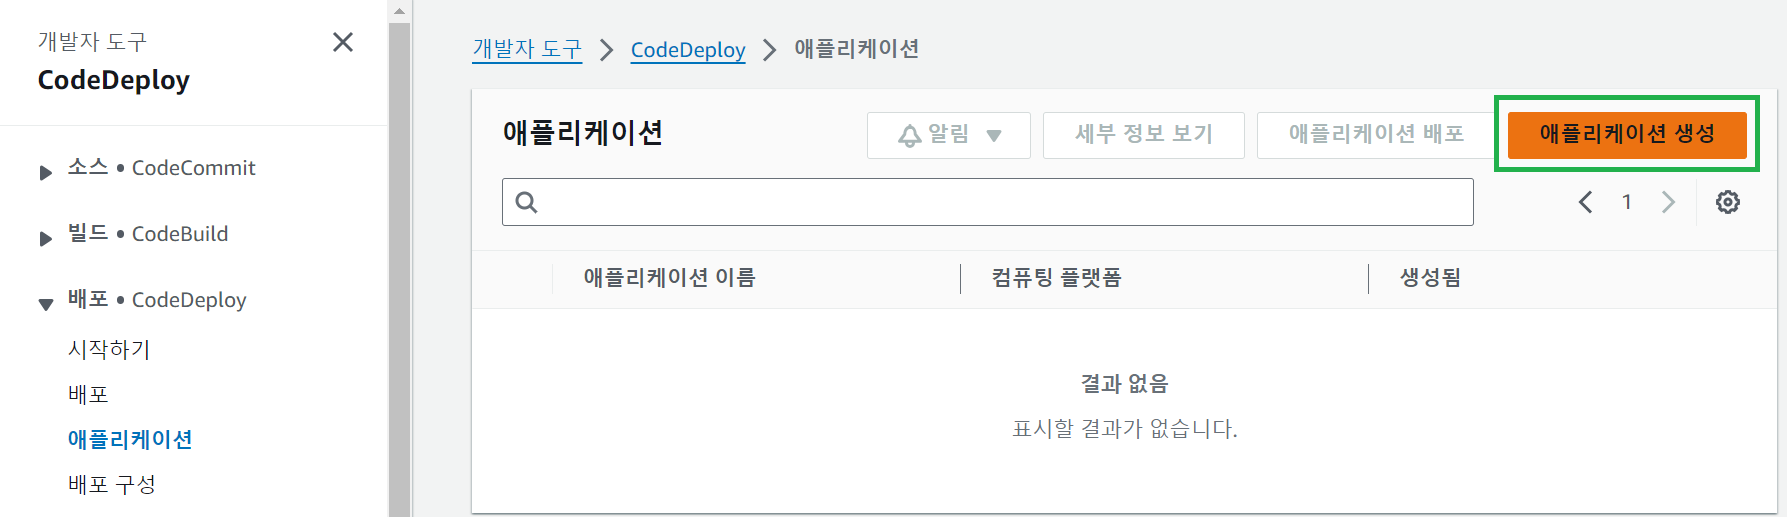 개발자 도구
CodeDeploy
소스 • CodeCommit
빌드 • CodeBuild
배포 • CodeDeploy
시작하기
배포
애플리케이션
배포 구성
개발자 도구 > CodeDeploy > 애플리케이션
애플리케이션
알림
세부 정보 보기
애플리케이션 배포
애플리케이션 생성
1
애플리케이션 이름
컴퓨팅 플랫폼
생성됨
결과 없음
표시할 결과가 없습니다.